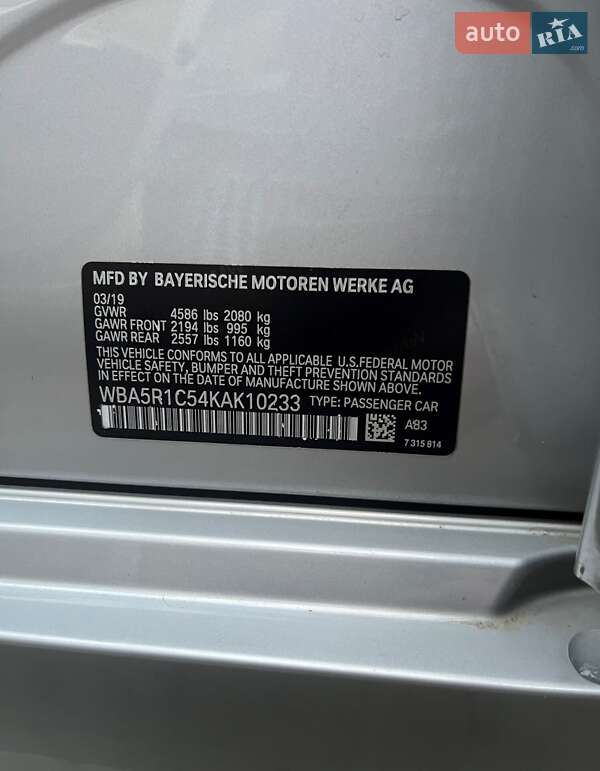 auto RIA .com
MFD BY BAYERISCHE MOTOREN WERKE AG
03/19
GVWR 4586 lbs 2080 kg
GAWR FRONT 2194 lbs 995 kg
GAWR REAR 2557 lbs 1160 kg
THIS VEHICLE CONFORMS TO ALL APPLICABLE U.S.FEDERAL MOTOR
VEHICLE SAFETY, BUMPER AND THEFT PREVENTION STANDARDS IN
EFFECT ON THE DATE OF MANUFACTURE SHOWN ABOVE.
WBA5R1C54KAK10233 TYPE: PASSENGER CAR
A83
7 315 814